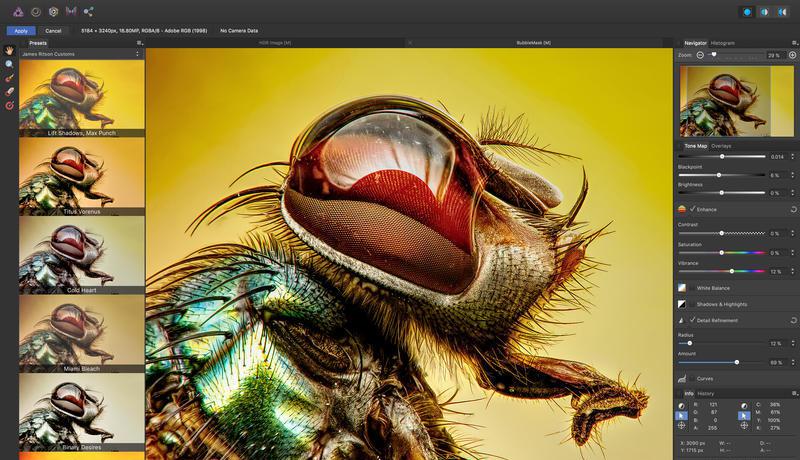 Apply
Cancel
5184 × 3240px, 16.80MP, RGBA/8 - Adobe RGB (1998)
No Camera Data
Presets
HDR Image [M]
BubbleMask [M]
Navigator
Histogram
James Ritson Customs
Zoom:
29 %
Lift Shadows, Max Punch
Titus Vorenus
Cold Heart
Miami Bleach
Binary Desires
Tone Map
Overlays
0.014
Blackpoint
6 %
Brightness
0 %
Enhance
Contrast
0 %
Saturation
0 %
Vibrance
12 %
White Balance
Shadows & Highlights
Detail Refinement
Radius
12 %
Amount
69 %
Curves
Info
History
R: 121
G: 87
B: 0
A: 255
C: 36%
M: 61%
Y: 100%
K: 27%
X: 3090 px
Y: 1715 px
W: --
H: --
D: --
A: --